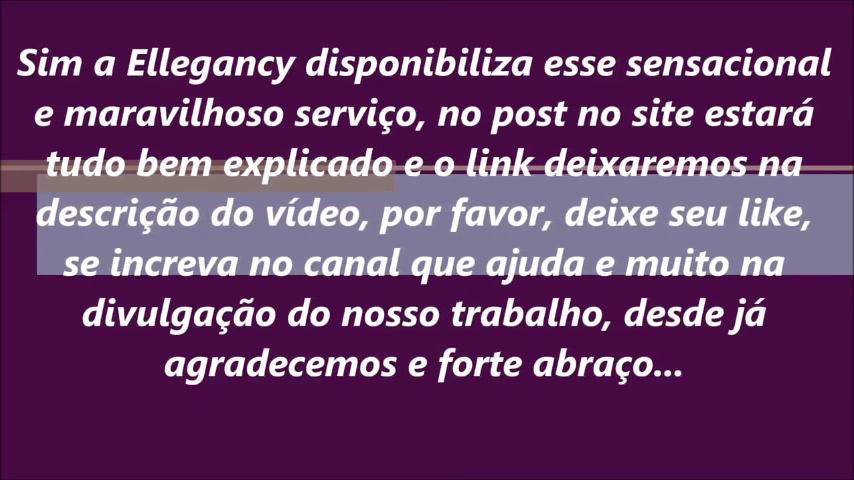 Sim a Ellegancy disponibiliza esse sensacional
e maravilhoso serviço, no post no site estará
tudo bem explicado e o link deixaremos na
descrição do vídeo, por favor, deixe seu like,
se increva no canal que ajuda e muito na
divulgação do nosso trabalho, desde já
agradecemos e forte abraço...